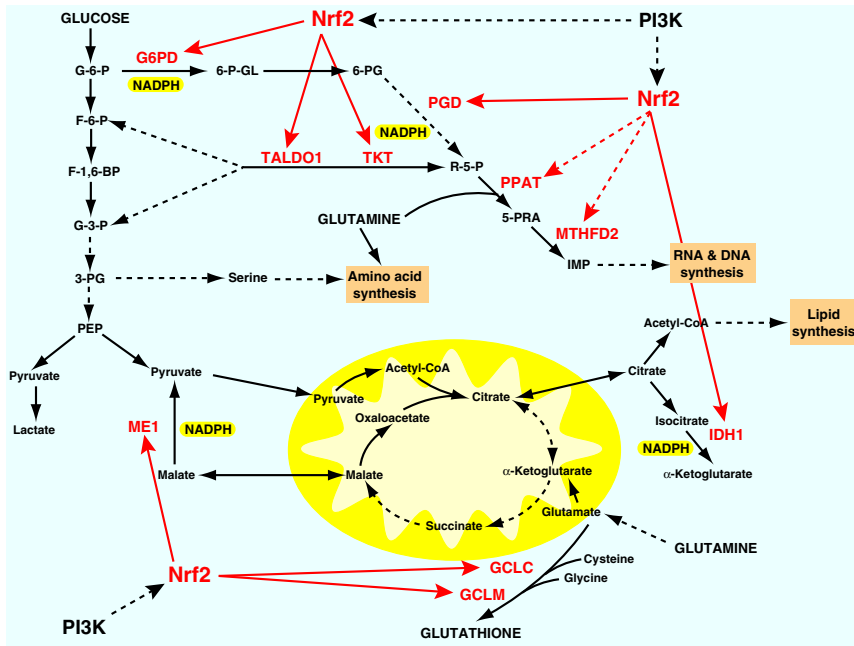 GLUCOSE
Nrf2
PI3K
G6PD
G-6-P
6-P-GL
6-PG
NADPH
PGD
Nrf2
F-6-P
NADPH
TALDO1
TKT
R-5-P
F-1,6-BP
PPAT
G-3-P
GLUTAMINE
5-PRA
MTHFD2
IMP
RNA & DNA
synthesis
3-PG
Serine
Amino acid
synthesis
PEP
Acetyl-CoA
Lipid
synthesis
Pyruvate
Pyruvate
Acetyl-CoA
Citrate
Pyruvate
Citrate
Oxaloacetate
Isocitrate
Lactate
ME1
NADPH
IDH1
NADPH
Malate
Malate
α-Ketoglutarate
α-Ketoglutarate
Glutamate
Succinate
GLUTAMINE
Nrf2
GCLC
Cysteine
Glycine
GCLM
PI3K
GLUTATHIONE